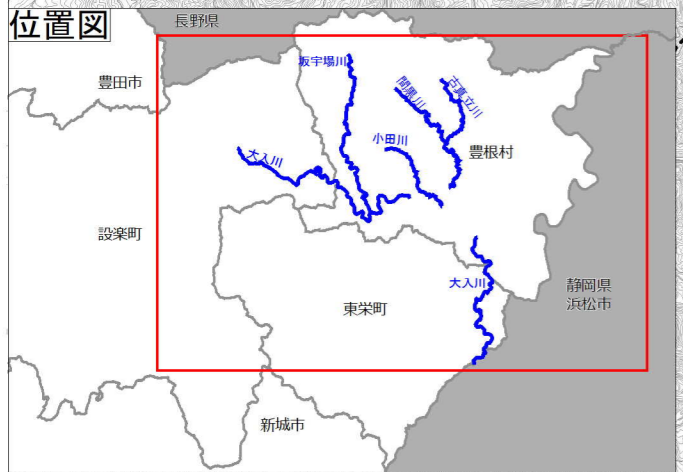 位置図
長野県
豊田市
坂宇場川
間黒川
古真立川
小田川
豊根村
大入川
設楽町
大入川
静岡県
浜松市
東栄町
新城市